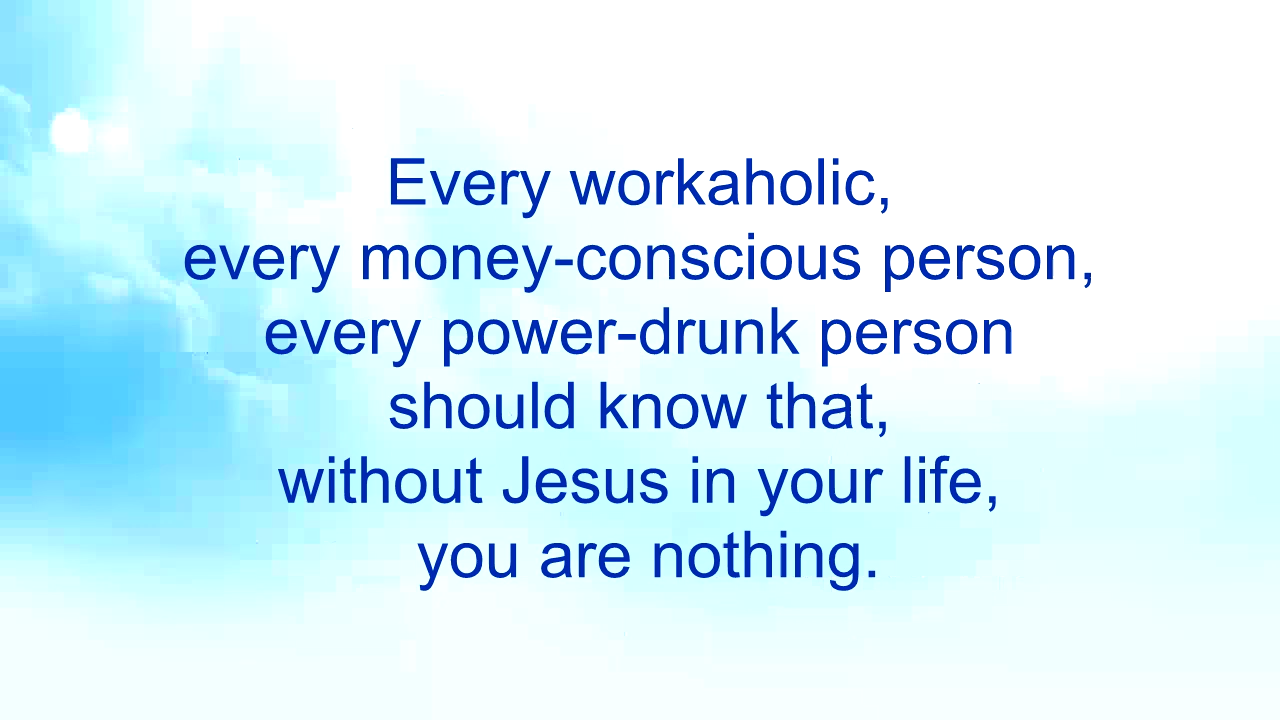 Every workaholic,
every money-conscious person,
every power-drunk person
should know that,
without Jesus in your life,
you are nothing.